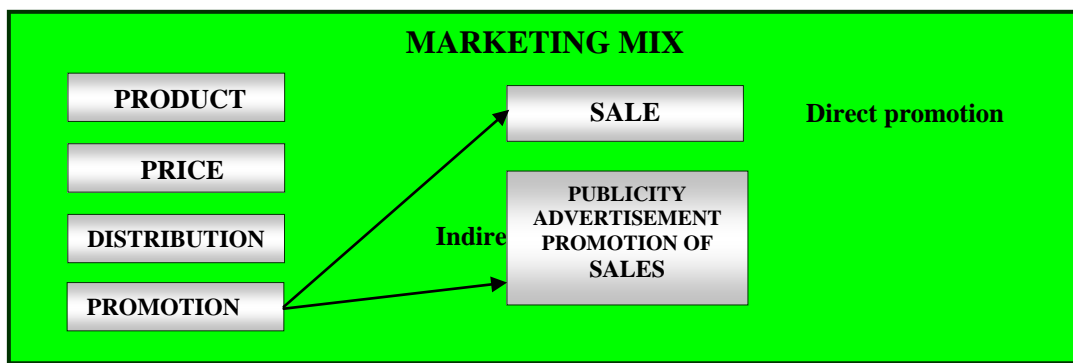 MARKETING MIX
PRODUCT
PRICE
DISTRIBUTION
PROMOTION
SALE
Direct promotion
Indire
PUBLICITY
ADVERTISEMENT
PROMOTION OF
SALES